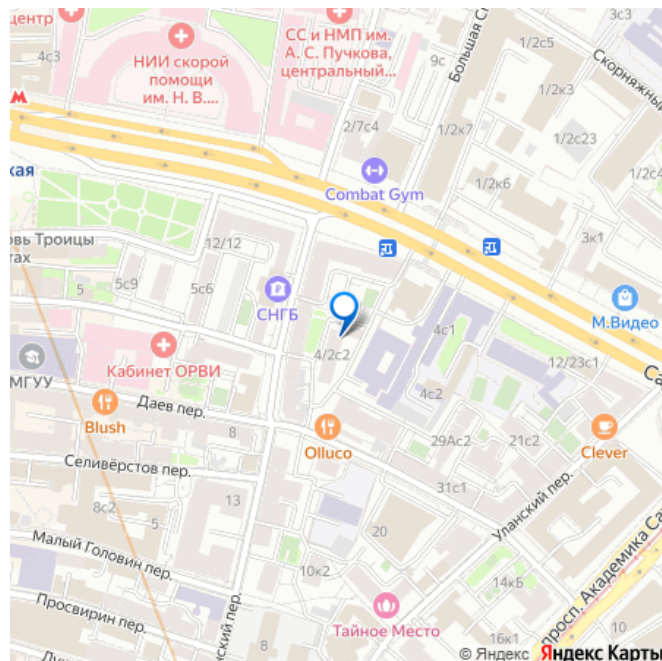 центр
4с3
НИИ скорой
помощи
им. Н. В....
СС и НМП им.
А. С. Пучкова,
центральный...
9с
Большая Сп
3с3
Скорняжный
1/2с5
1/2к3
1/2с23
1/2с4
2/7с4
1/2к7
1/2к6
3к1
кая
Combat Gym
овь Троицы
тах
12/12
5с9
5с6
5
СНГБ
М.Видео
4/2с2
4с1
12/23с1
Са
Кабинет ОРВИ
МГУУ
Даев пер.
Blush
8
Olluco
4с2
29Ас2
21с2
Clever
Селивёрстов пер.
31с1
Уланский пер.
8с2
5
13
20
Малый Головин пер.
10к2
14кБ
Просвирин пер.
нский пер.
Тайное Место
16к1
10
просп. Академика Са
Лу
© Яндекс Яндекс Карты